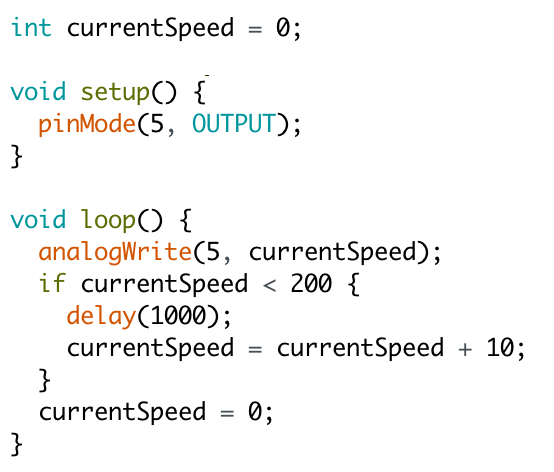 int currentSpeed = 0;
void setup() {
  pinMode(5, OUTPUT);
}
void loop() {
  analogWrite(5, currentSpeed);
  if currentSpeed < 200 {
    delay(1000);
    currentSpeed = currentSpeed + 10;
  }
  currentSpeed = 0;
}